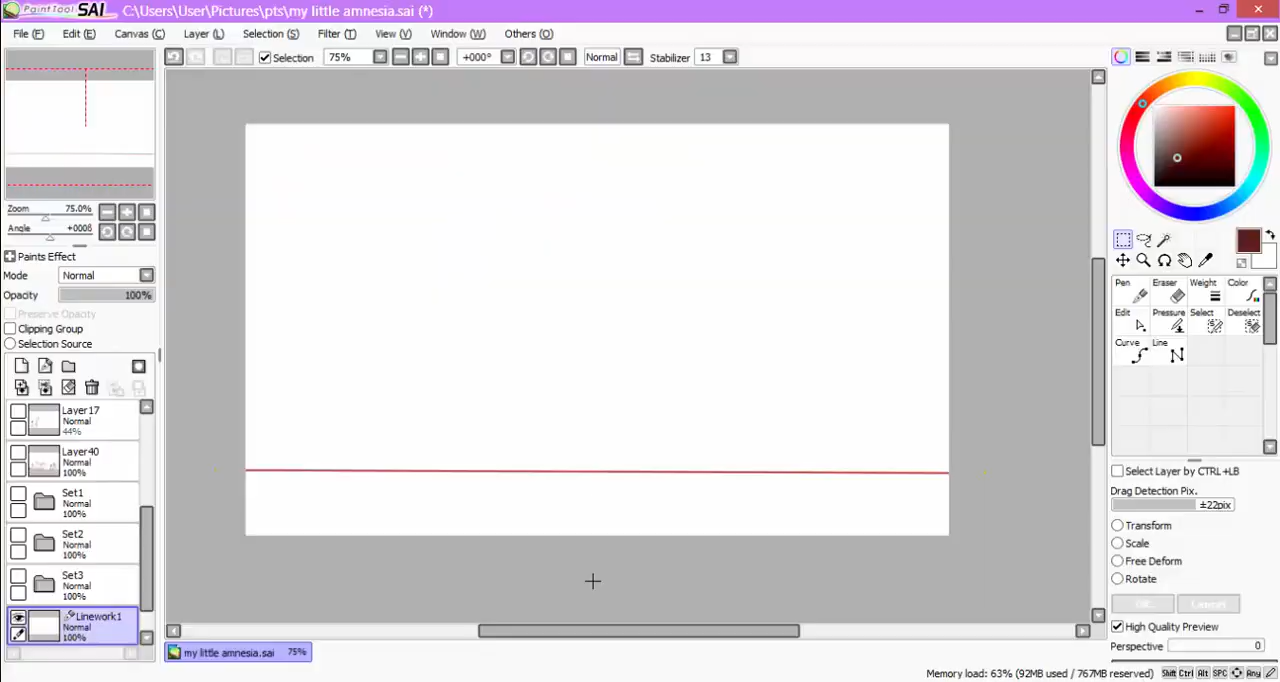 PaintTool SAI C:\Users\User\Pictures\pts\my little amnesia.sai (*)
File (F) Edit (E) Canvas (C) Layer (L) Selection (S) Filter (T) View (V) Window (W) Others (O)
Selection 75% +000° Normal Stabilizer 13
Zoom 75.0%
Angle +000δ
Paints Effect
Mode Normal
Opacity 100%
Preserve Opacity
Clipping Group
Selection Source
Layer17
Normal
44%
Layer40
Normal
100%
Set1
Normal
100%
Set2
Normal
100%
Set3
Normal
100%
Linework1
Normal
100%
my little amnesia.sai 75%
Pen Eraser Weight Color
Edit Pressure Select Deselect
Curve Line
Select Layer by CTRL+LB
Drag Detection Pix.
±22pix
Transform
Scale
Free Deform
Rotate
OK Cancel
High Quality Preview
Perspective 0
Memory load: 63% (92MB used / 767MB reserved) Shift Ctrl Alt SPC Any